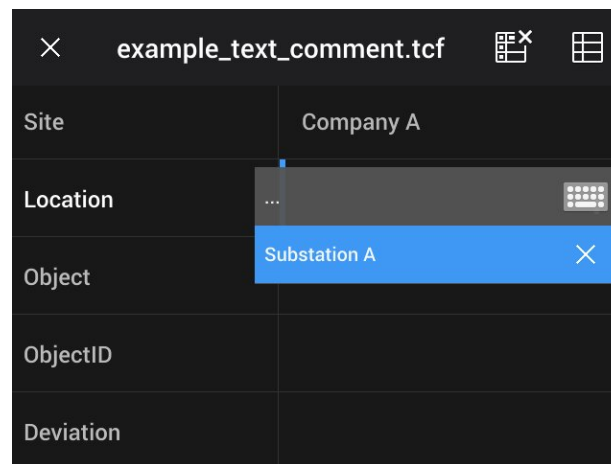 example_text_comment.tcf
Site Company A
Location ...
Substation A
Object
ObjectID
Deviation